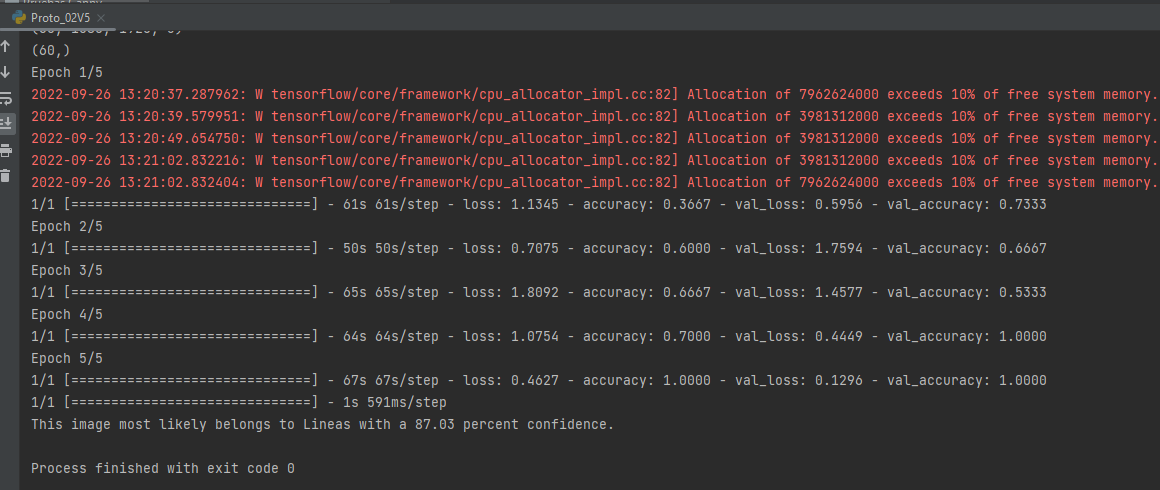 Proto_02V5
(60,)
Epoch 1/5
2022-09-26 13:20:37.287962: W tensorflow/core/framework/cpu_allocator_impl.cc:82] Allocation of 7962624000 exceeds 10% of free system memory.
2022-09-26 13:20:39.579951: W tensorflow/core/framework/cpu_allocator_impl.cc:82] Allocation of 3981312000 exceeds 10% of free system memory.
2022-09-26 13:20:49.654750: W tensorflow/core/framework/cpu_allocator_impl.cc:82] Allocation of 3981312000 exceeds 10% of free system memory.
2022-09-26 13:21:02.832216: W tensorflow/core/framework/cpu_allocator_impl.cc:82] Allocation of 3981312000 exceeds 10% of free system memory.
2022-09-26 13:21:02.832404: W tensorflow/core/framework/cpu_allocator_impl.cc:82] Allocation of 7962624000 exceeds 10% of free system memory.
1/1 [==============================] - 61s 61s/step - loss: 1.1345 - accuracy: 0.3667 - val_loss: 0.5956 - val_accuracy: 0.7333
Epoch 2/5
1/1 [==============================] - 50s 50s/step - loss: 0.7075 - accuracy: 0.6000 - val_loss: 1.7594 - val_accuracy: 0.6667
Epoch 3/5
1/1 [==============================] - 65s 65s/step - loss: 1.8092 - accuracy: 0.6667 - val_loss: 1.4577 - val_accuracy: 0.5333
Epoch 4/5
1/1 [==============================] - 64s 64s/step - loss: 1.0754 - accuracy: 0.7000 - val_loss: 0.4449 - val_accuracy: 1.0000
Epoch 5/5
1/1 [==============================] - 67s 67s/step - loss: 0.4627 - accuracy: 1.0000 - val_loss: 0.1296 - val_accuracy: 1.0000
1/1 [==============================] - 1s 591ms/step
This image most likely belongs to Lineas with a 87.03 percent confidence.
Process finished with exit code 0